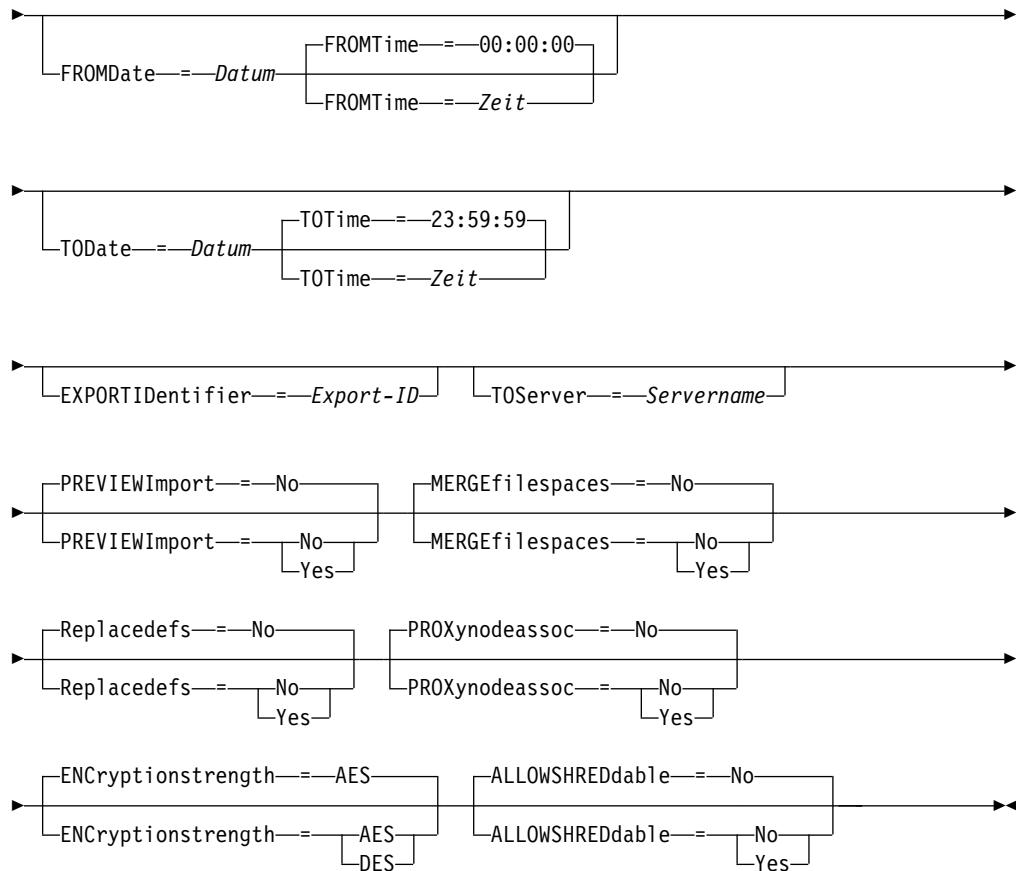 FROMTime = 00:00:00
FROMDate = Datum
FROMTime = Zeit
TOTime = 23:59:59
TODate = Datum
TOTime = Zeit
EXPORTIDentifier = Export-ID TOServer = Servername
PREVIEWImport = No MERGEfilespaces = No
PREVIEWImport = No MERGEfilespaces = No
Yes Yes
Replacedefs = No PROXynodeassoc = No
Replacedefs = No PROXynodeassoc = No
Yes Yes
ENCryptionstrength = AES ALLOWSHREDdable = No
ENCryptionstrength = AES ALLOWSHREDdable = No
DES Yes